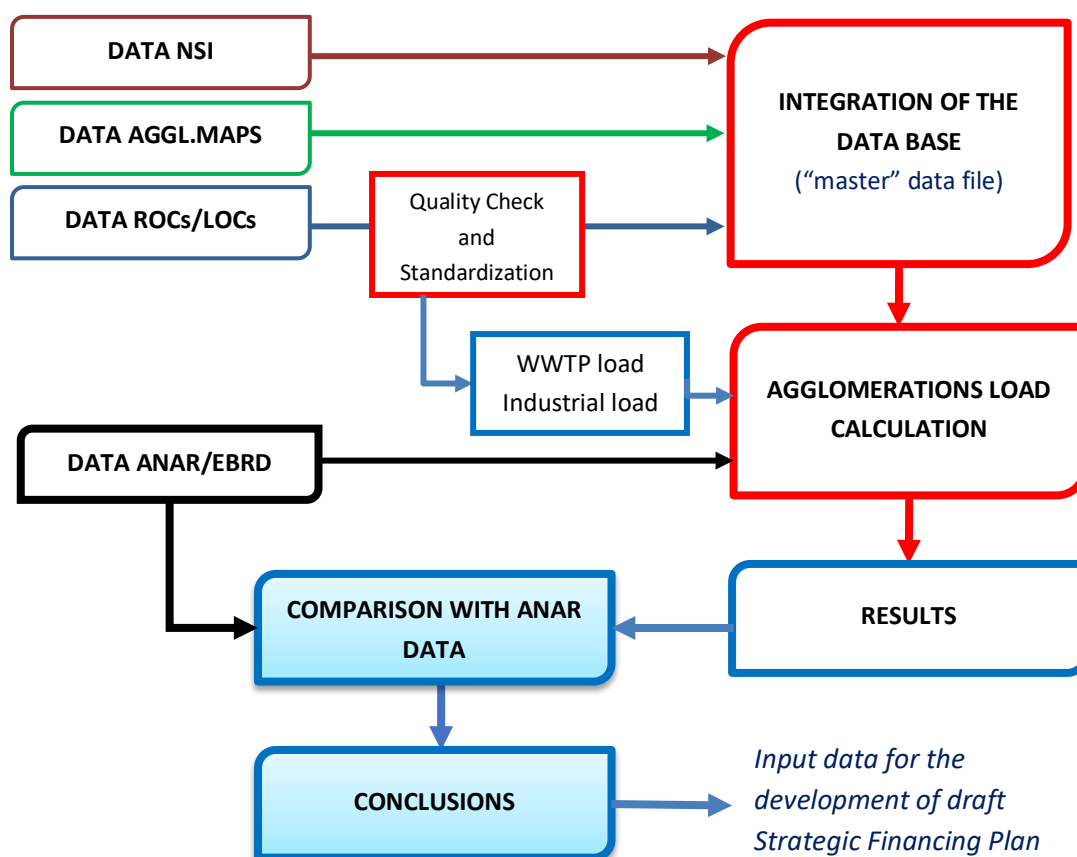 DATA NSI
DATA AGGL.MAPS
DATA ROCs/LOCs
Quality Check
and
Standardization
INTEGRATION OF THE
DATA BASE
(“master” data file)
WWTP load
Industrial load
AGGLOMERATIONS LOAD
CALCULATION
DATA ANAR/EBRD
COMPARISON WITH ANAR
DATA
RESULTS
CONCLUSIONS
Input data for the
development of draft
Strategic Financing Plan